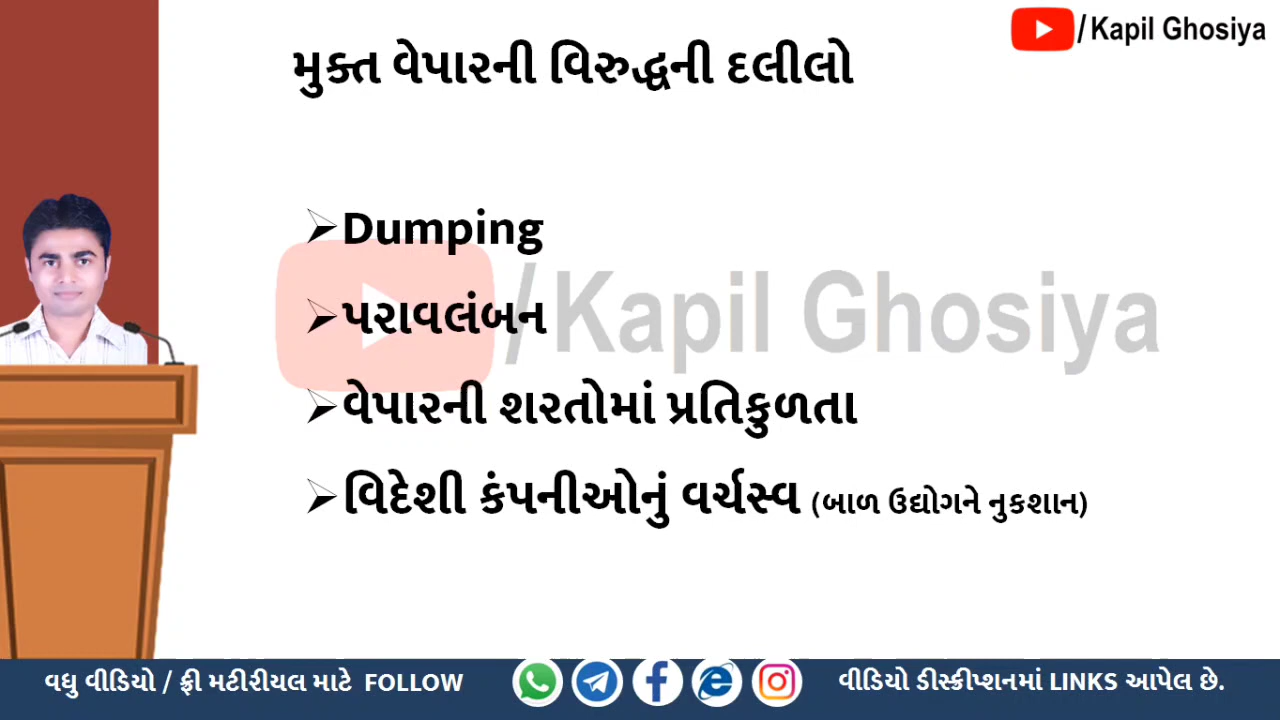 /Kapil Ghosiya
મુક્ત વેપારની વિરુદ્ધની દલીલો
Dumping
/Kapil Ghosiya
પરાવલંબન
વેપારની શરતોમાં પ્રતિકુળતા
વિદેશી કંપનીઓનું વર્ચસ્વ (બાળ ઉદ્યોગને નુકશાન)
વધુ વીડિયો / ફ્રી મટીરીયલ માટે FOLLOW
વીડિયો ડીસ્ક્રીપ્શનમાં LINKS આપેલ છે.